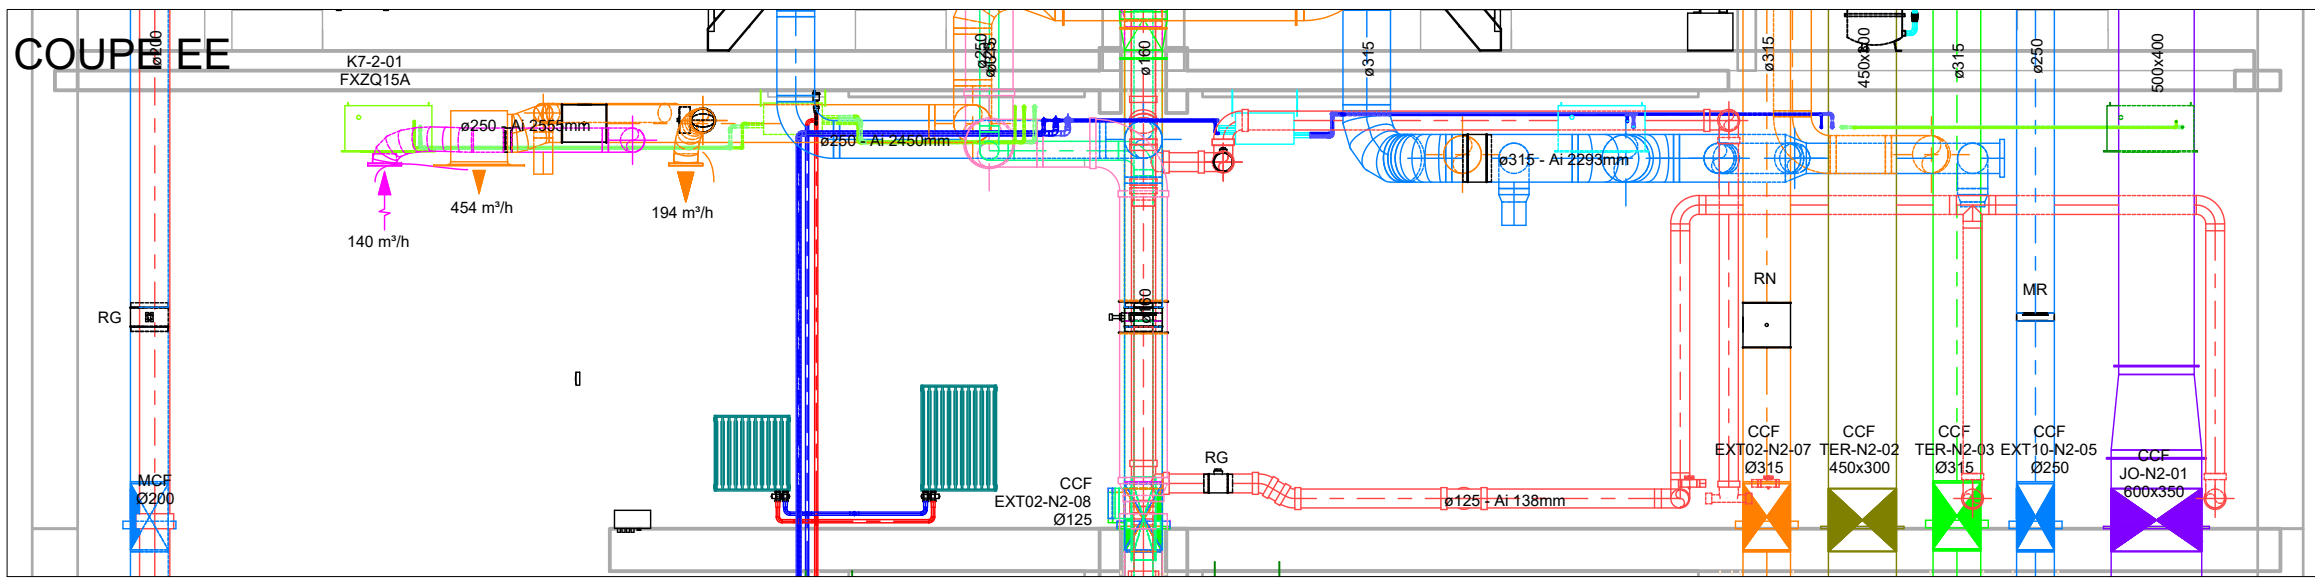 COUPE EE
ø200
K7-2-01
FXZQ15A
ø250
ø160
ø315
ø315
ø315
ø250
500x400
ø250 - Ai 2555mm
ø250 - Ai 2450mm
ø315 - Ai 2293mm
454 m³/h
194 m³/h
140 m³/h
RG
ø160
RN
MR
MCF
Ø200
CCF
EXT02-N2-08
Ø125
RG
ø125 - Ai 138mm
CCF
EXT02-N2-07
Ø315
CCF
TER-N2-02
450x300
CCF
TER-N2-03
Ø315
CCF
EXT10-N2-05
Ø250
CCF
JO-N2-01
600x350